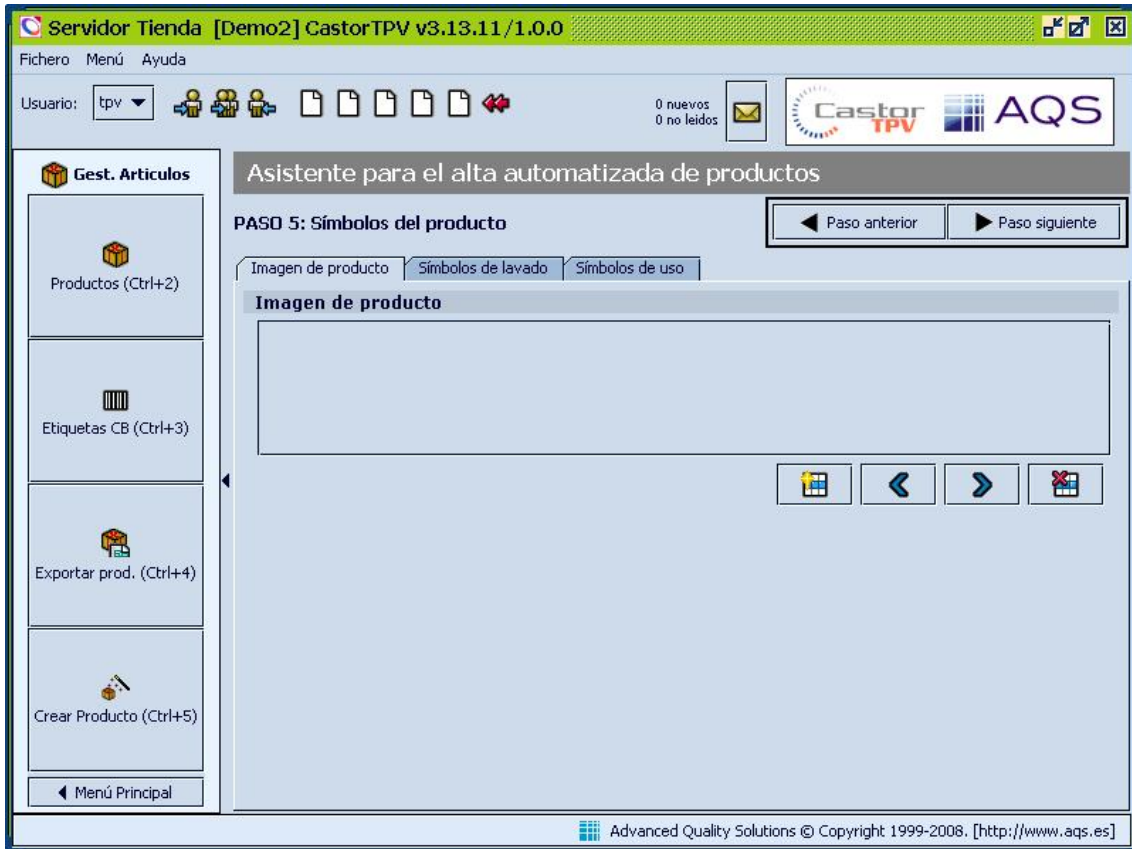 Servidor Tienda [Demo2] CastorTPV v3.13.11/1.0.0
Fichero Menú Ayuda
Usuario: tpv
0 nuevos
0 no leidos
Castor
TPV
AQS
Gest. Articulos
Asistente para el alta automatizada de productos
PASO 5: Símbolos del producto
Paso anterior
Paso siguiente
Productos (Ctrl+2)
Imagen de producto
Símbolos de lavado
Símbolos de uso
Imagen de producto
Etiquetas CB (Ctrl+3)
Exportar prod. (Ctrl+4)
Crear Producto (Ctrl+5)
Menú Principal
Advanced Quality Solutions © Copyright 1999-2008. [http://www.aqs.es]